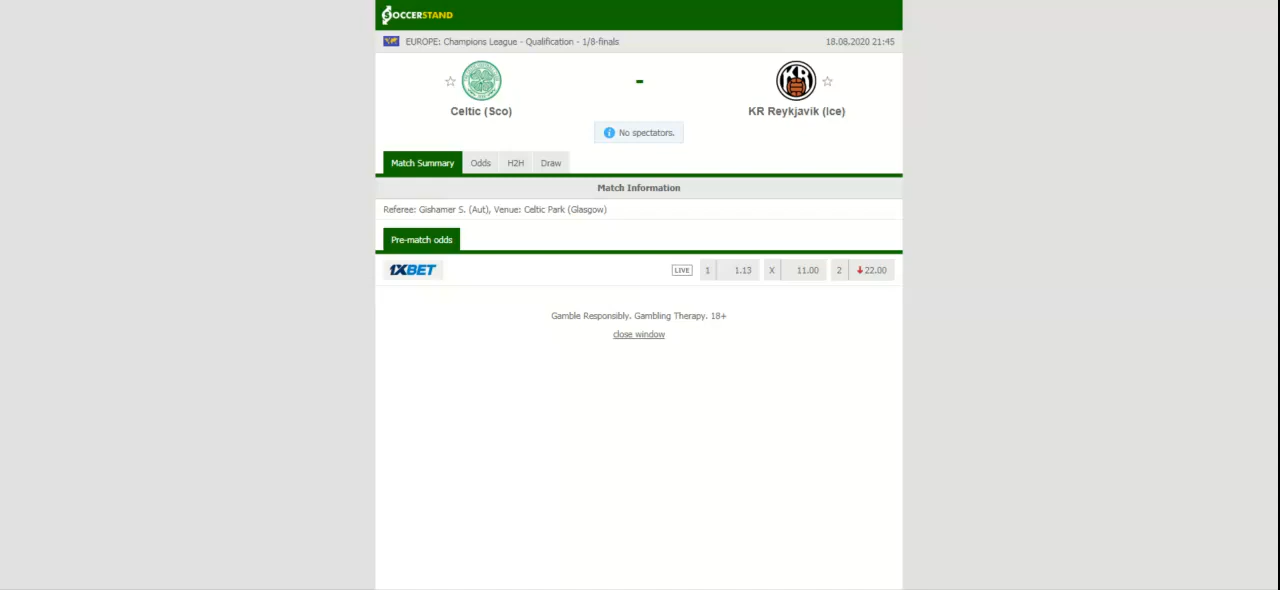 SOCCERSTAND
EUROPE: Champions League - Qualification - 1/8-finals 18.08.2020 21:45
KR
-
Celtic (Sco) KR Reykjavik (Ice)
i No spectators.
Match Summary Odds H2H Draw
Match Information
Referee: Gishamer S. (Aut), Venue: Celtic Park (Glasgow)
Pre-match odds
1XBET LIVE 1 1.13 X 11.00 2 22.00
Gamble Responsibly. Gambling Therapy. 18+
close window